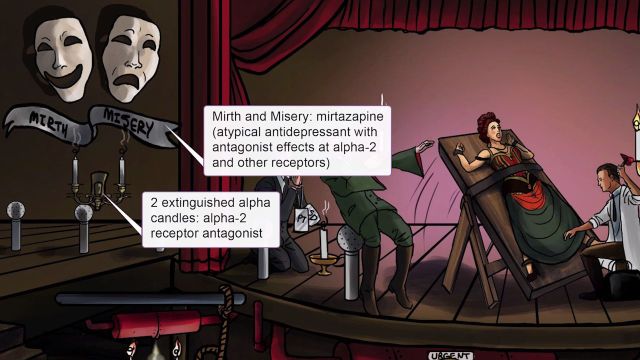 MIRTH
MISERY
Mirth and Misery: mirtazapine
(atypical antidepressant with
antagonist effects at alpha-2
and other receptors)
2 extinguished alpha
candles: alpha-2
receptor antagonist
URGENT